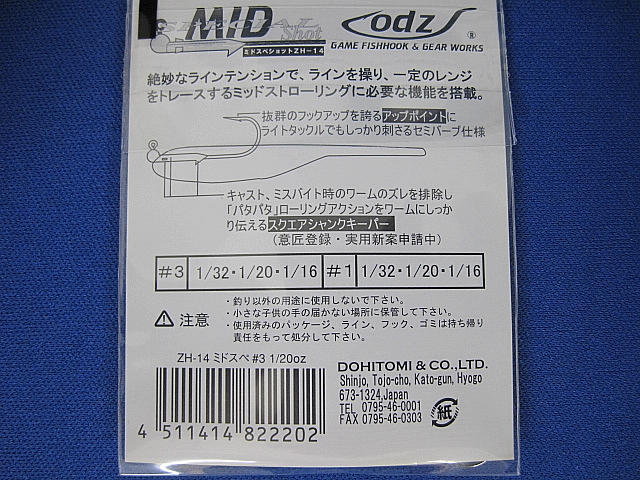 MID
SPECIAL Shot
ミドスペショットZH-14
Codz
®
GAME FISHHOOK & GEAR WORKS
絶妙なラインテンションで、ラインを操り、一定のレンジ
をトレースするミッドストローリングに必要な機能を搭載。
抜群のフックアップを誇るアップポイントに
ライトタックルでもしっかり刺さるセミバーブ仕様
キャスト、ミスバイト時のワームのズレを排除し
「パタパタ」ローリングアクションをワームにしっか
り伝えるスクエアシャンクキーパー
(意匠登録・実用新案申請中)
#3 1/32・1/20・1/16 #1 1/32・1/20・1/16
注意
・釣り以外の用途に使用しないで下さい。
・小さな子供の手の届かない場所に保管して下さい。
・使用済みのパッケージ、ライン、フック、ゴミは持ち帰り
責任をもって処分して下さい。
ZH-14 ミドスペ #3 1/20oz
4 511414 822202
DOHITOMI & CO.,LTD.
Shinjo, Tojo-cho, Kato-gun, Hyogo
673-1324,Japan
TEL 0795-46-0001
FAX 0795-46-0303
紙